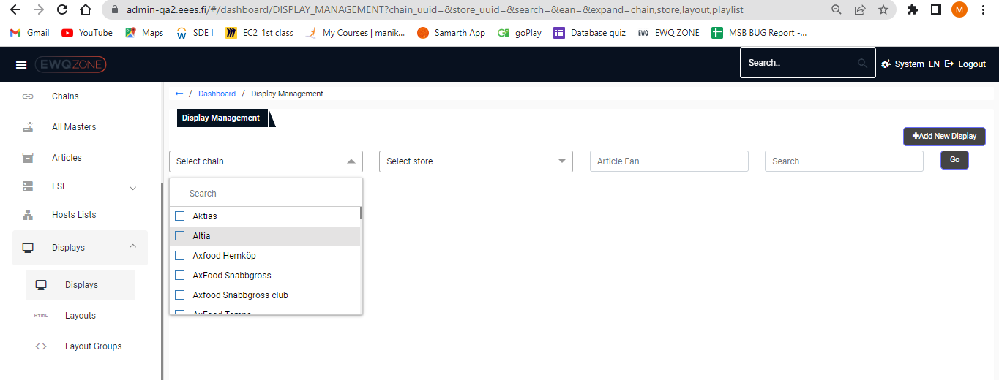 admin-qa2.eees.fi/#/dashboard/DISPLAY_MANAGEMENT?chain_uuid=&store_uuid=&search=&ean=&expand=chain,store,layout,playlist
M
Gmail YouTube Maps SDE I EC2_1st class My Courses | manik... Samarth App goPlay Database quiz EWQ EWQ ZONE MSB BUG Report -...
EWQZONE Search.. System EN Logout
Chains
All Masters
Articles
ESL
Hosts Lists
Displays
Displays
HTML Layouts
Layout Groups
← / Dashboard / Display Management
Display Management
+Add New Display
Select chain Select store Article Ean Search Go
Search
Aktias
Altia
Axfood Hemköp
AxFood Snabbgross
Axfood Snabbgross club
AxFood Tempo